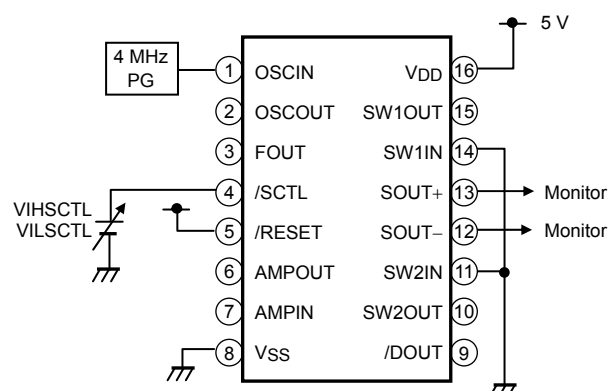 5 V
4 MHz
PG
1 OSCIN
VDD 16
2 OSCOUT
SW1OUT 15
3 FOUT
SW1IN 14
4 /SCTL
SOUT+ 13 Monitor
VIHSCTL
VILSCTL
5 /RESET
SOUT− 12 Monitor
6 AMPOUT
SW2IN 11
7 AMPIN
SW2OUT 10
8 VSS
/DOUT 9